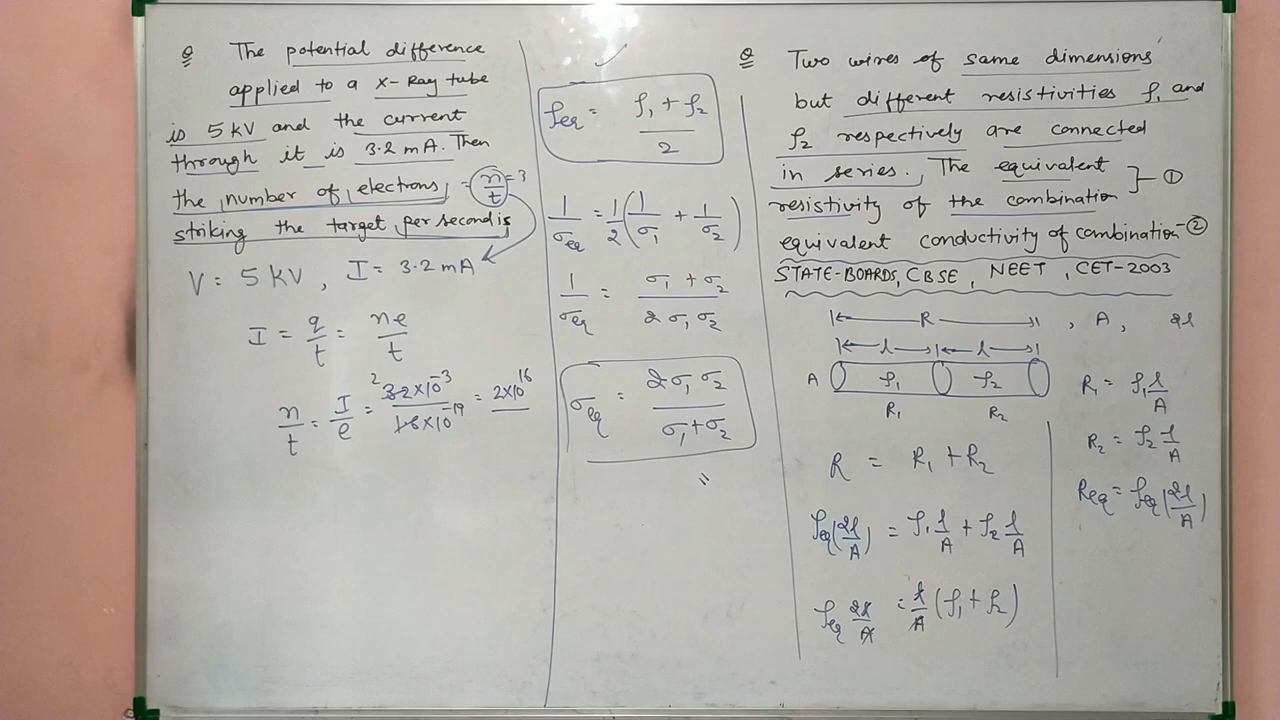 Q The potential difference
applied to a X-Ray tube
is 5 KV and the current
through it is 3.2 mA. Then
the number of electrons = n/t = ?
striking the target per second is
V = 5 KV, I = 3.2 mA
I = q/t = ne/t
n/t = I/e = 3.2×10⁻³/1.6×10⁻¹⁹ = 2×10¹⁶
ρeq = ρ₁ + ρ₂/2
1/σeq = 1/2 (1/σ₁ + 1/σ₂)
1/σeq = σ₁ + σ₂/2σ₁σ₂
σeq = 2σ₁σ₂/σ₁+σ₂
Q Two wires of same dimensions
but different resistivities ρ₁ and
ρ₂ respectively are connected
in series. The equivalent
resistivity of the combination } - ①
equivalent conductivity of combination - ②
STATE-BOARDS, CBSE, NEET, CET-2003
R, A, 2l
l l
A ρ₁ ρ₂
R₁ R₂
R = R₁ + R₂
ρeq(2l/A) = ρ₁ l/A + ρ₂ l/A
ρeq 2l/A = l/A (ρ₁ + ρ₂)
R₁ = ρ₁ l/A
R₂ = ρ₂ l/A
Req = ρeq(2l/A)